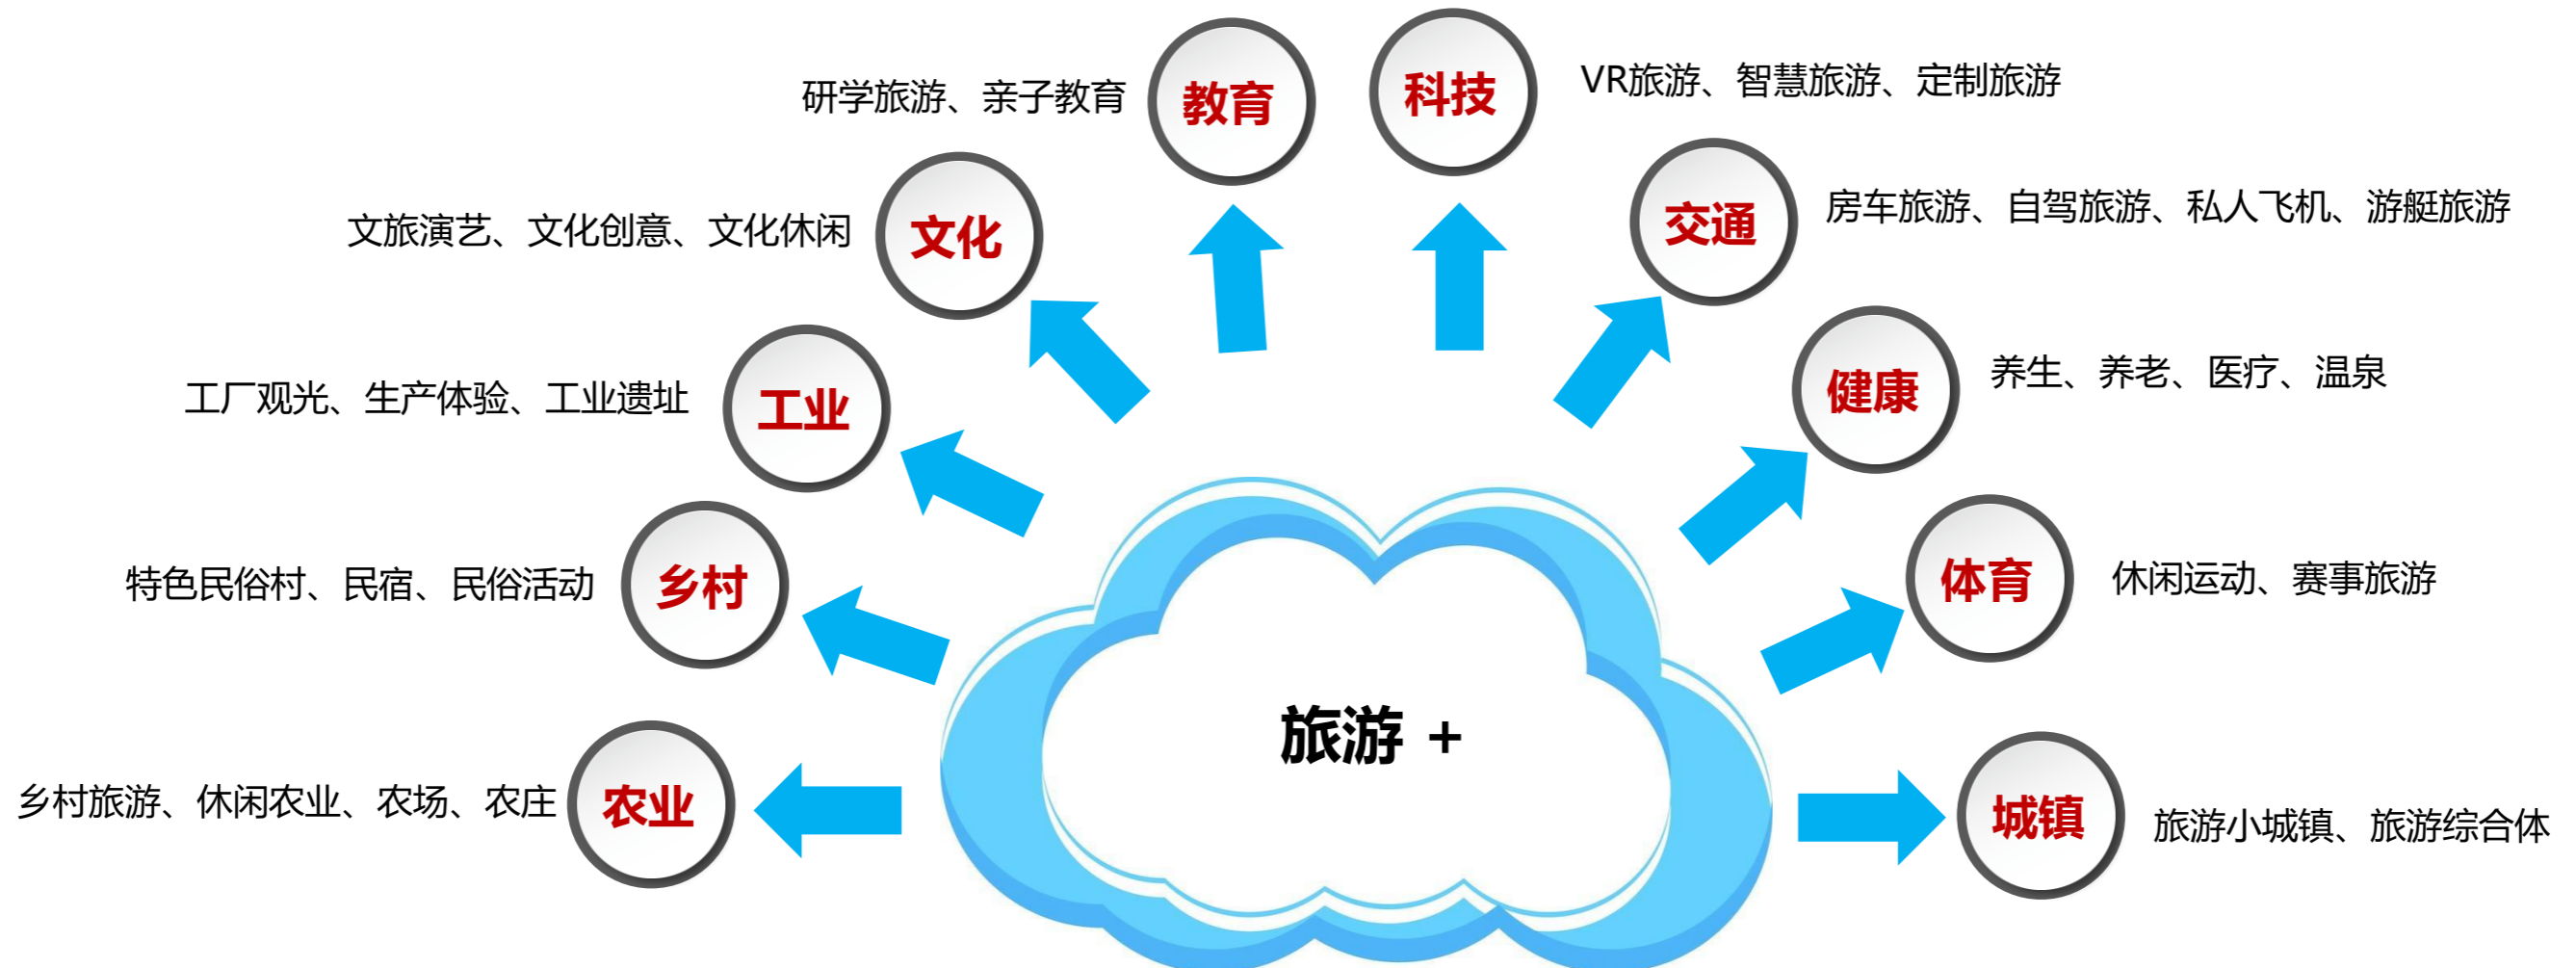 研学旅游、亲子教育
教育
科技
VR旅游、智慧旅游、定制旅游
文旅演艺、文化创意、文化休闲
文化
交通
房车旅游、自驾旅游、私人飞机、游艇旅游
工厂观光、生产体验、工业遗址
工业
健康
养生、养老、医疗、温泉
特色民俗村、民宿、民俗活动
乡村
体育
休闲运动、赛事旅游
旅游 +
乡村旅游、休闲农业、农场、农庄
农业
城镇
旅游小城镇、旅游综合体